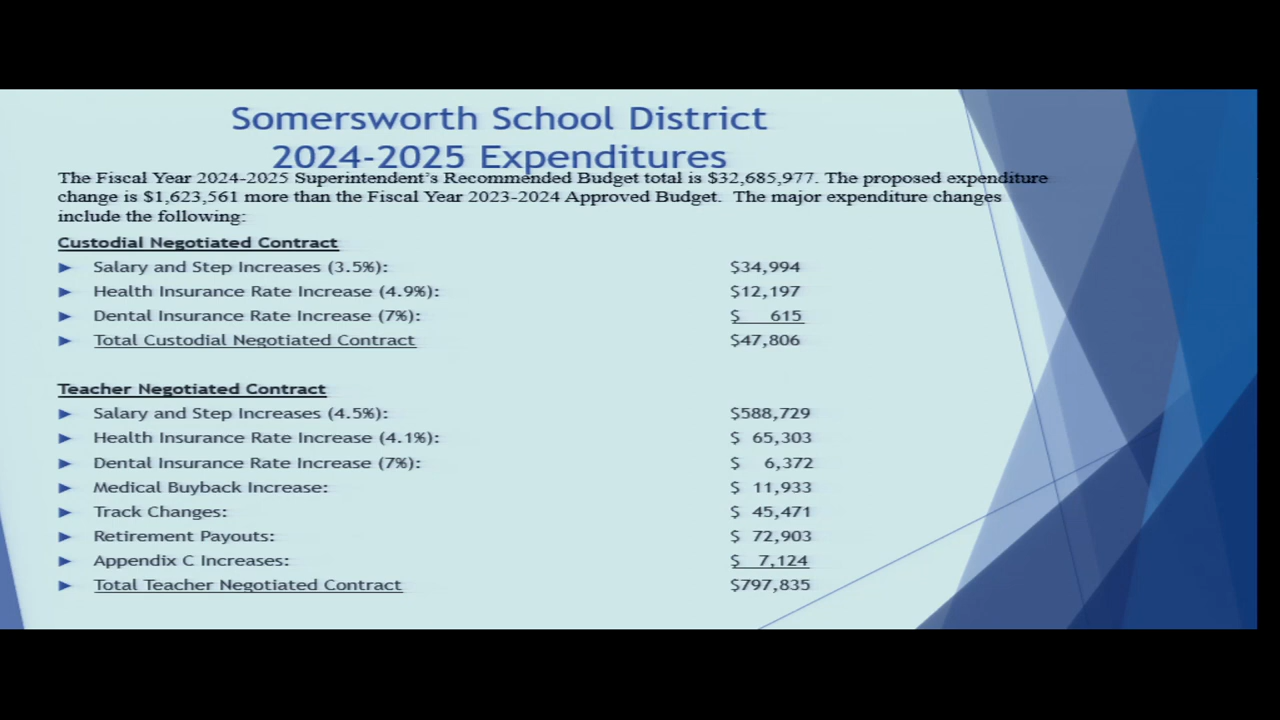 Somersworth School District
2024-2025 Expenditures
The Fiscal Year 2024-2025 Superintendent's Recommended Budget total is $32,685,977. The proposed expenditure
change is $1,623,561 more than the Fiscal Year 2023-2024 Approved Budget. The major expenditure changes
include the following:
Custodial Negotiated Contract
Salary and Step Increases (3.5%): $34,994
Health Insurance Rate Increase (4.9%): $12,197
Dental Insurance Rate Increase (7%): $ 615
Total Custodial Negotiated Contract $47,806
Teacher Negotiated Contract
Salary and Step Increases (4.5%): $588,729
Health Insurance Rate Increase (4.1%): $ 65,303
Dental Insurance Rate Increase (7%): $ 6,372
Medical Buyback Increase: $ 11,933
Track Changes: $ 45,471
Retirement Payouts: $ 72,903
Appendix C Increases: $ 7,124
Total Teacher Negotiated Contract $797,835